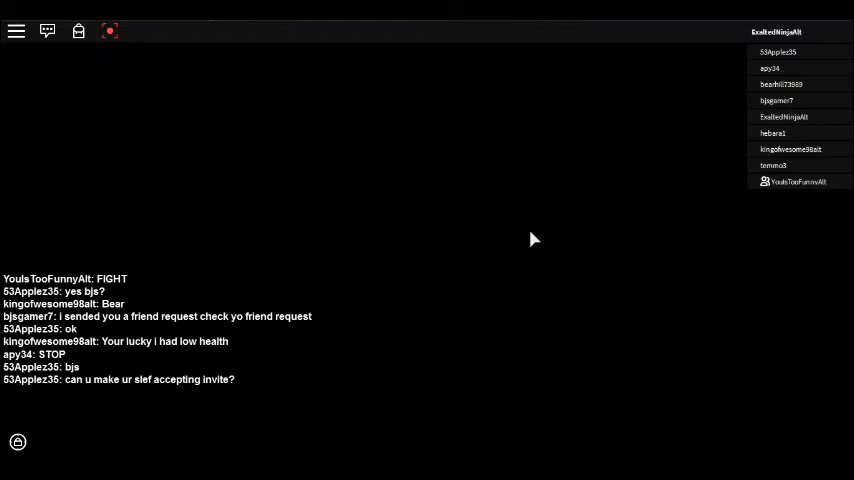 ExaltedNinjaAlt
53Applez35
apy34
bearhill73989
bjsgamer7
ExaltedNinjaAlt
hebara1
kingofwesome98alt
temmo3
YouIsTooFunnyAlt
YouIsTooFunnyAlt: FIGHT
53Applez35: yes bjs?
kingofwesome98alt: Bear
bjsgamer7: i sended you a friend request check yo friend request
53Applez35: ok
kingofwesome98alt: Your lucky i had low health
apy34: STOP
53Applez35: bjs
53Applez35: can u make ur slef accepting invite?